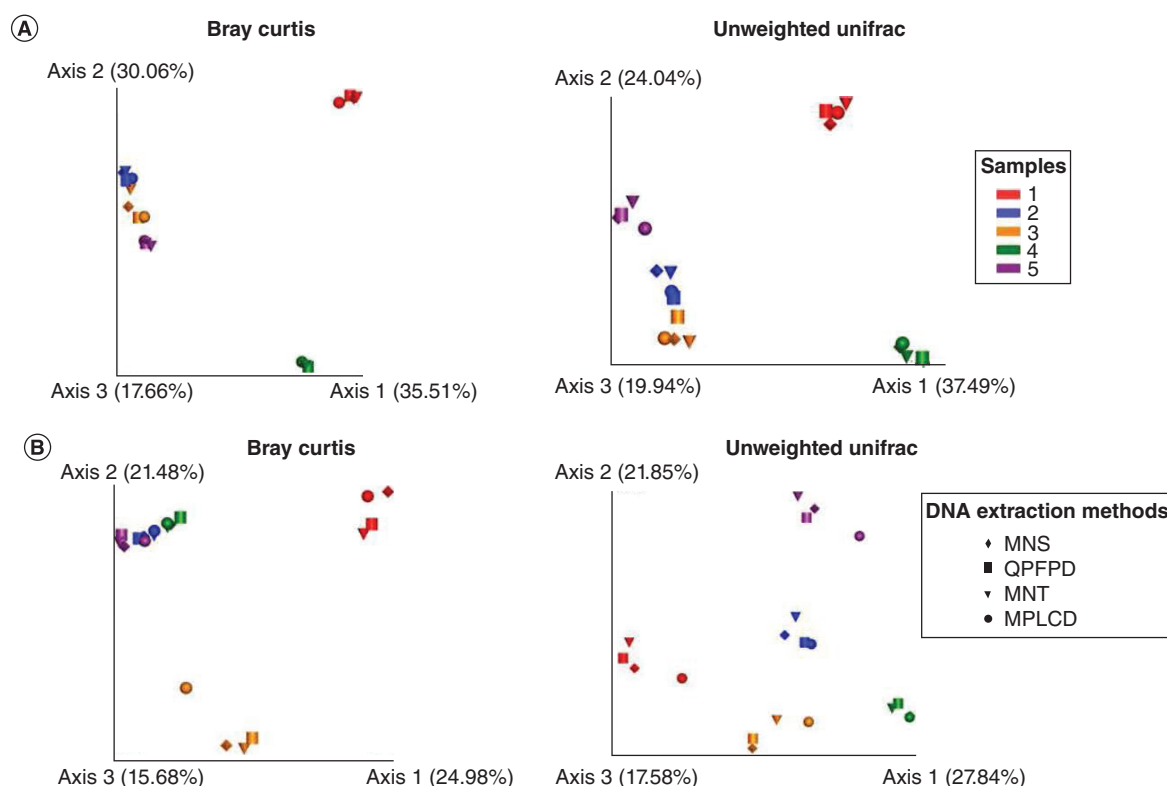 A
Bray curtis
Unweighted unifrac
Axis 2 (30.06%)
Axis 2 (24.04%)
Samples
1
2
3
4
5
Axis 3 (17.66%)
Axis 1 (35.51%)
Axis 3 (19.94%)
Axis 1 (37.49%)
B
Bray curtis
Unweighted unifrac
Axis 2 (21.48%)
Axis 2 (21.85%)
DNA extraction methods
MNS
QPFPD
MNT
MPLCD
Axis 3 (15.68%)
Axis 1 (24.98%)
Axis 3 (17.58%)
Axis 1 (27.84%)